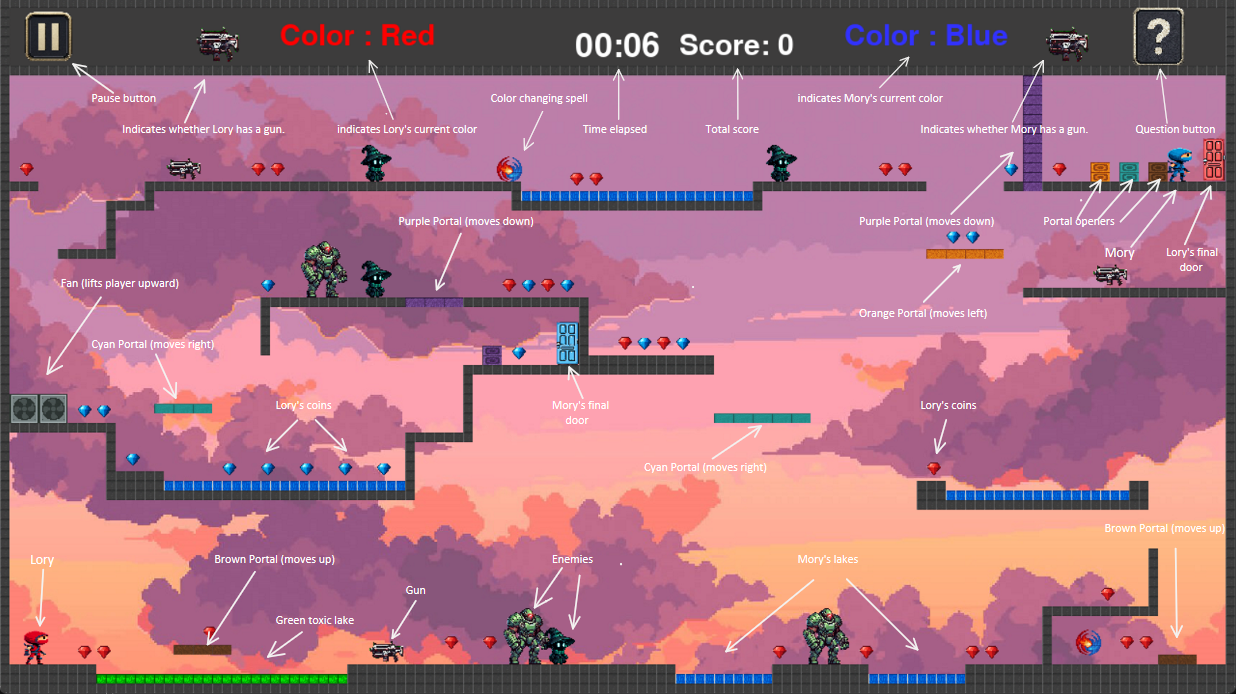 Color : Red
00:06 Score: 0
Color : Blue
?
Pause button
Color changing spell
indicates Mory's current color
Indicates whether Lory has a gun.
indicates Lory's current color
Time elapsed
Total score
Indicates whether Mory has a gun.
Question button
Purple Portal (moves down)
Purple Portal (moves down)
Portal openers
Mory
Lory's final
door
Fan (lifts player upward)
Orange Portal (moves left)
Cyan Portal (moves right)
Lory's coins
Mory's final
door
Lory's coins
Cyan Portal (moves right)
Brown Portal (moves up)
Lory
Brown Portal (moves up)
Enemies
Mory's lakes
Gun
Green toxic lake